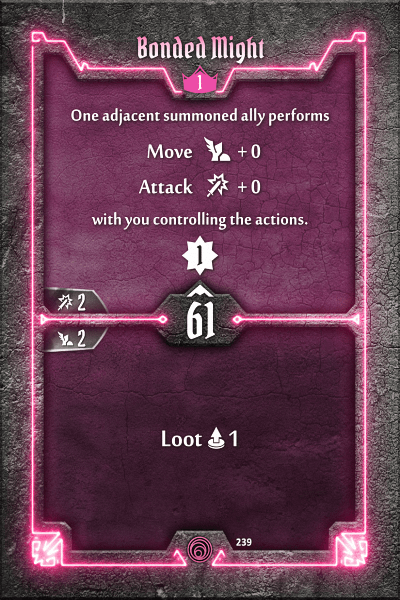 Bonded Might
1
One adjacent summoned ally performs
Move +0
Attack +0
with you controlling the actions.
1
2
61
2
Loot 1
239